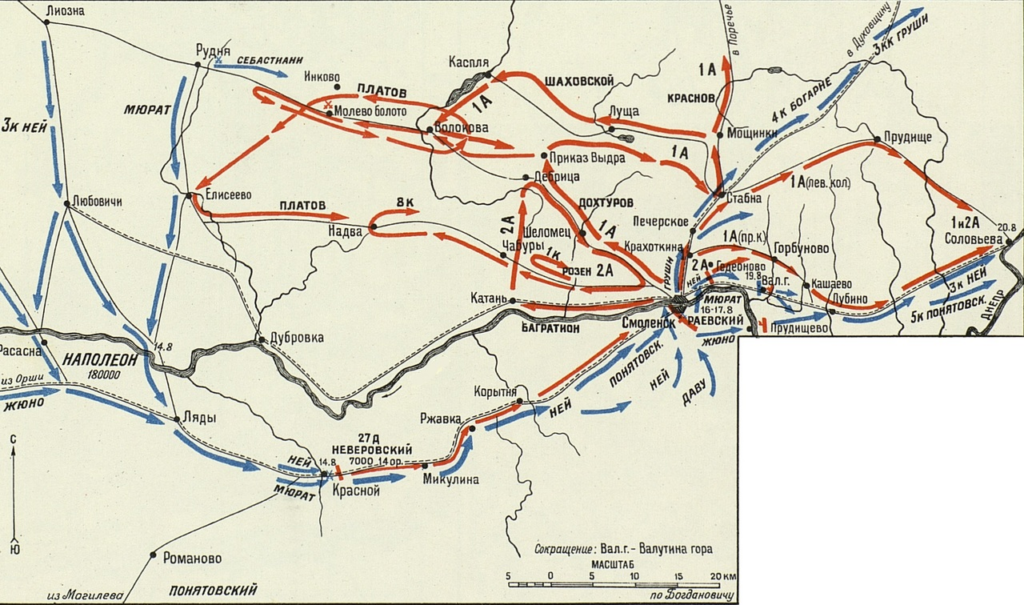 Лиозна
Рудня
СЕБАСТИАНИ
Инково
ПЛАТОВ
Каспля
ШАХОВСКОЙ
в Поречье
в Духовщину
3КК ГРУШИ
МЮРАТ
Молево болото
1А
1А
КРАСНОВ
4К БОГАРНЕ
3К НЕЙ
Волокова
Луща
Мощинки
Прудище
Приказ Выдра
1А
1А (лев. кол)
Дебрица
Любовичи
Елисеево
ПЛАТОВ
8К
2А
ДОХТУРОВ
Стабна
Надва
Шеломец
1А
Печерское
1 и 2А
Соловьева
20.8
Чабуры
1К
РОЗЕН
2А
Крахоткина
1А (пр.к)
Горбуново
ГРУШИ
2А
Гедеоново
НЕЙ
19.8
Вал.г.
Кашаево
3К НЕЙ
Катань
БАГРАТИОН
Смоленск
МЮРАТ
16-17.8
РАЕВСКИЙ
Лубино
5К ПОНЯТОВСК.
ДНЕПР
Расасна
НАПОЛЕОН
180000
14.8
Дубровка
ЖЮНО
Прудищево
из Орши
ЖЮНО
ПОНЯТОВСК.
НЕЙ
ДАВУ
Ляды
Корытня
НЕЙ
Ржавка
С
27Д
НЕВЕРОВСКИЙ
7000 14 ор.
НЕЙ
14.8
МЮРАТ
Красной
Микулина
Ю
Романово
Сокращение: Вал.г.- Валутина гора
МАСШТАБ
5 0 5 10 15 20 км
из Могилева
ПОНЯТОВСКИЙ
по Богдановичу